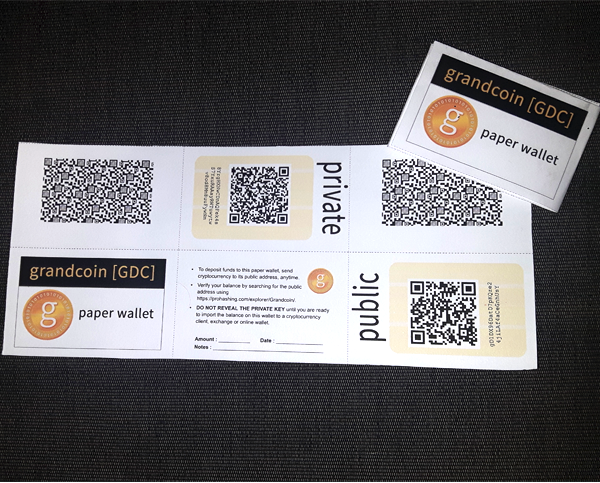 grandcoin [GDC]
paper wallet
private
grandcoin [GDC]
paper wallet
To deposit funds to this paper wallet, send
cryptocurrency to its public address, anytime.
Verify your balance by searching for the public
address using
https://prohashing.com/explorer/Grandcoin/.
DO NOT REVEAL THE PRIVATE KEY until you are
ready to import the balance on this wallet to a cryptocurrency
client, exchange or online wallet.
Amount : Date :
Notes :
public